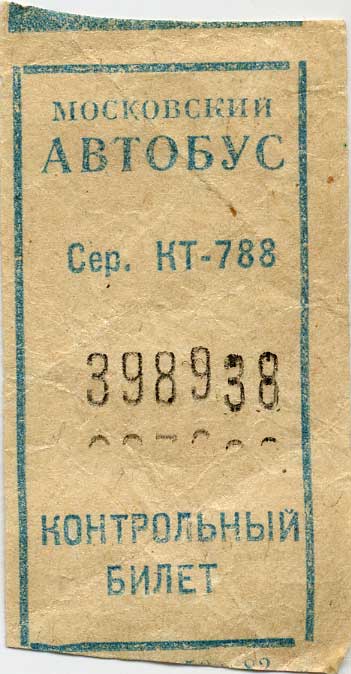 МОСКОВСКИЙ
АВТОБУС
Сер. КТ-788
398938
КОНТРОЛЬНЫЙ
БИЛЕТ